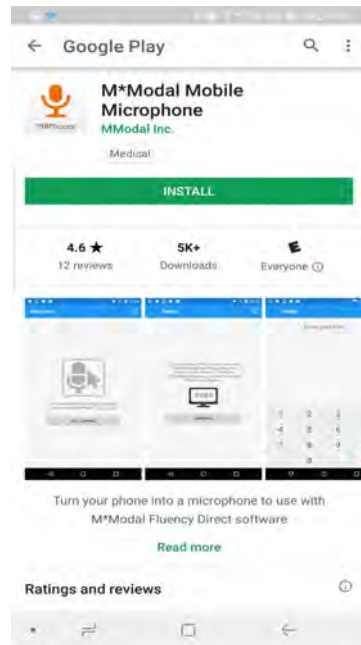 Google Play
M*Modal Mobile
Microphone
MModal Inc.
Medical
INSTALL
4.6 ★
5K+
E
12 reviews
Downloads
Everyone
Turn your phone into a microphone to use with
M*Modal Fluency Direct software
Read more
Ratings and reviews